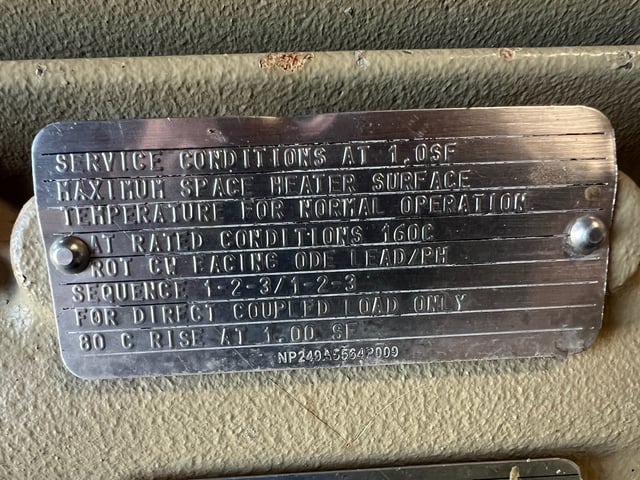 SERVICE CONDITIONS AT 1.0SF
MAXIMUM SPACE HEATER SURFACE
TEMPERATURE FOR NORMAL OPERATION
AT RATED CONDITIONS 160C
ROT CW FACING ODE LEAD/PH
SEQUENCE 1-2-3/1-2-3
FOR DIRECT COUPLED LOAD ONLY
80 C RISE AT 1.00 SF
NP249A5564P009